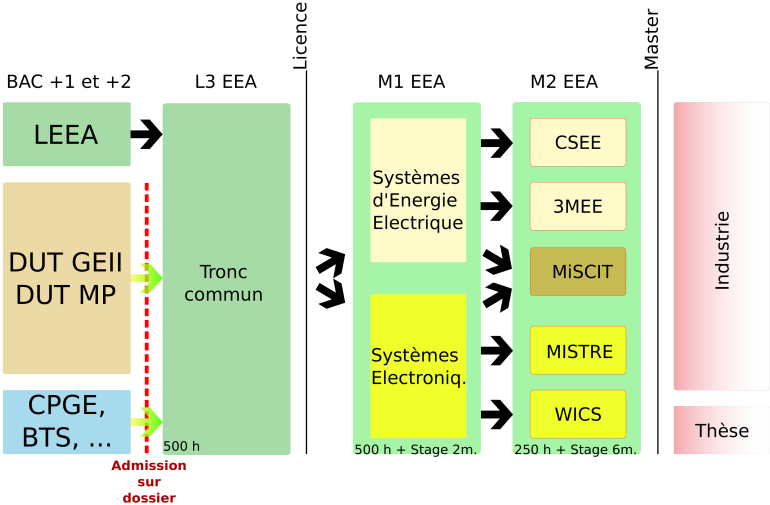 Licence
Master
BAC +1 et +2
L3 EEA
M1 EEA
M2 EEA
LEEA
DUT GEII
DUT MP
CPGE,
BTS, ...
Admission
sur
dossier
Tronc
commun
500 h
Systèmes
d'Energie
Electrique
Systèmes
Electroniq.
500 h + Stage 2m.
CSEE
3MEE
MiSCIT
MISTRE
WICS
250 h + Stage 6m.
Industrie
Thèse